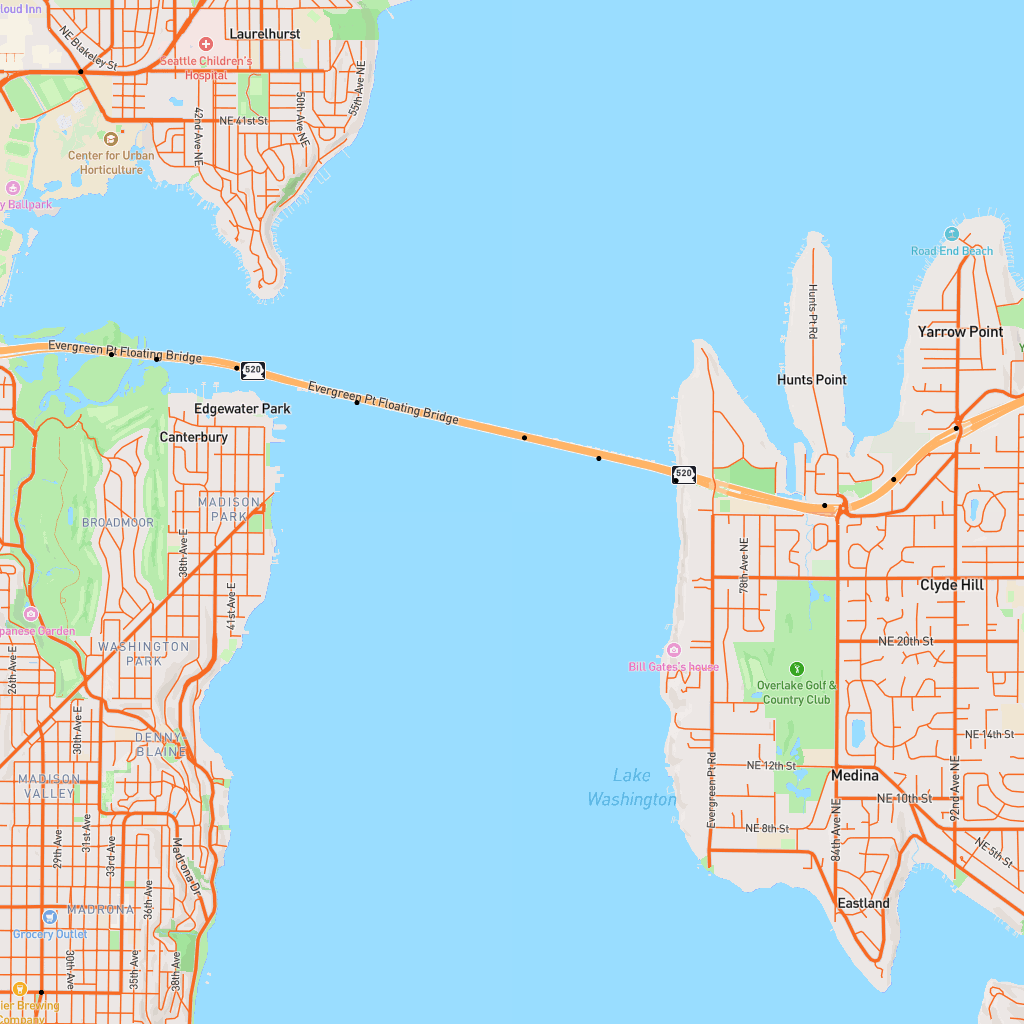 loud Inn
NE Blakeley St
Laurelhurst
Seattle Children's
Hospital
55th Ave NE
50th Ave NE
42nd Ave NE
NE 41st St
Center for Urban
Horticulture
y Ballpark
Road End Beach
Hunts Pt Rd
Yarrow Point
Y
Evergreen Pt Floating Bridge
520
Hunts Point
Evergreen Pt Floating Bridge
Edgewater Park
Canterbury
520
MADISON
PARK
BROADMOOR
38th Ave E
78th Ave NE
41st Ave E
Clyde Hill
panese Garden
NE 20th St
WASHINGTON
PARK
26th Ave E
Bill Gates's house
Overlake Golf &
Country Club
30th Ave E
DENNY-
BLAINE
NE 14th St
Lake
Washington
NE 12th St
Medina
MADISON
VALLEY
Evergreen Pt Rd
92nd Ave NE
NE 10th St
31st Ave
29th Ave
33rd Ave
NE 8th St
84th Ave NE
NE 5th St
Madrona Dr
36th Ave
MADRONA
Eastland
Grocery Outlet
30th Ave
35th Ave
38th Ave
ier Brewing
Company